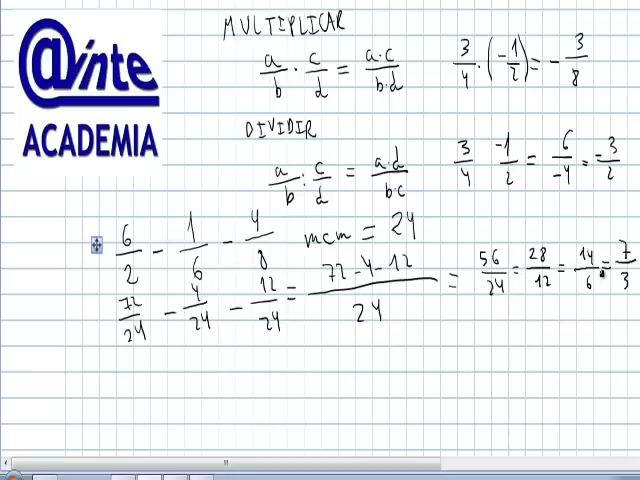 @inte
ACADEMIA
MULTIPLICAR
a/b · c/d = a·c/b·d
3/4 · (-1/2) = - 3/8
DIVIDIR
a/b : c/d = a·d/b·c
3/4 -1/2 = 6/-4 = -3/2
6/2 - 1/6 - 4/8 mcm = 24
72/24 - 4/24 - 12/24 = 72-4-12/24 = 56/24 = 28/12 = 14/6 = 7/3